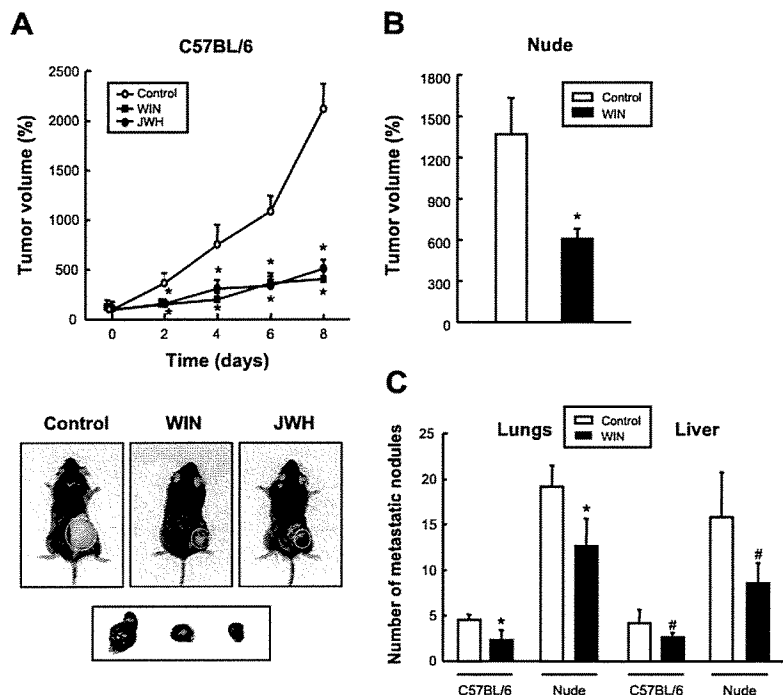 A
C57BL/6
Tumor volume (%)
2500
2000
1500
1000
500
0
Control
WIN
JWH
*
*
*
*
*
*
*
*
0
2
4
6
8
Time (days)
Control
WIN
JWH
B
Nude
Tumor volume (%)
1800
1500
1200
900
600
300
0
Control
WIN
*
C
Number of metastatic nodules
25
20
15
10
5
0
Lungs
Control
WIN
Liver
*
*
#
#
C57BL/6
Nude
C57BL/6
Nude